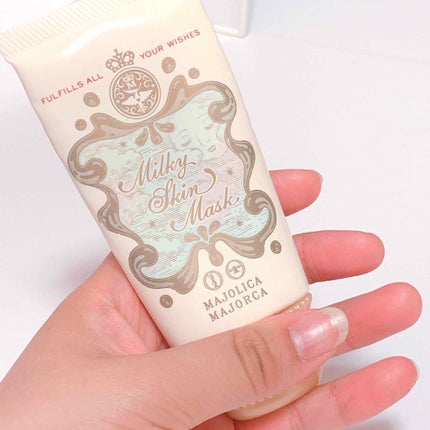 FULFILLS ALL YOUR WISHES
M
Milky
Skin
Mask
MAJOLICA
MAJORCA